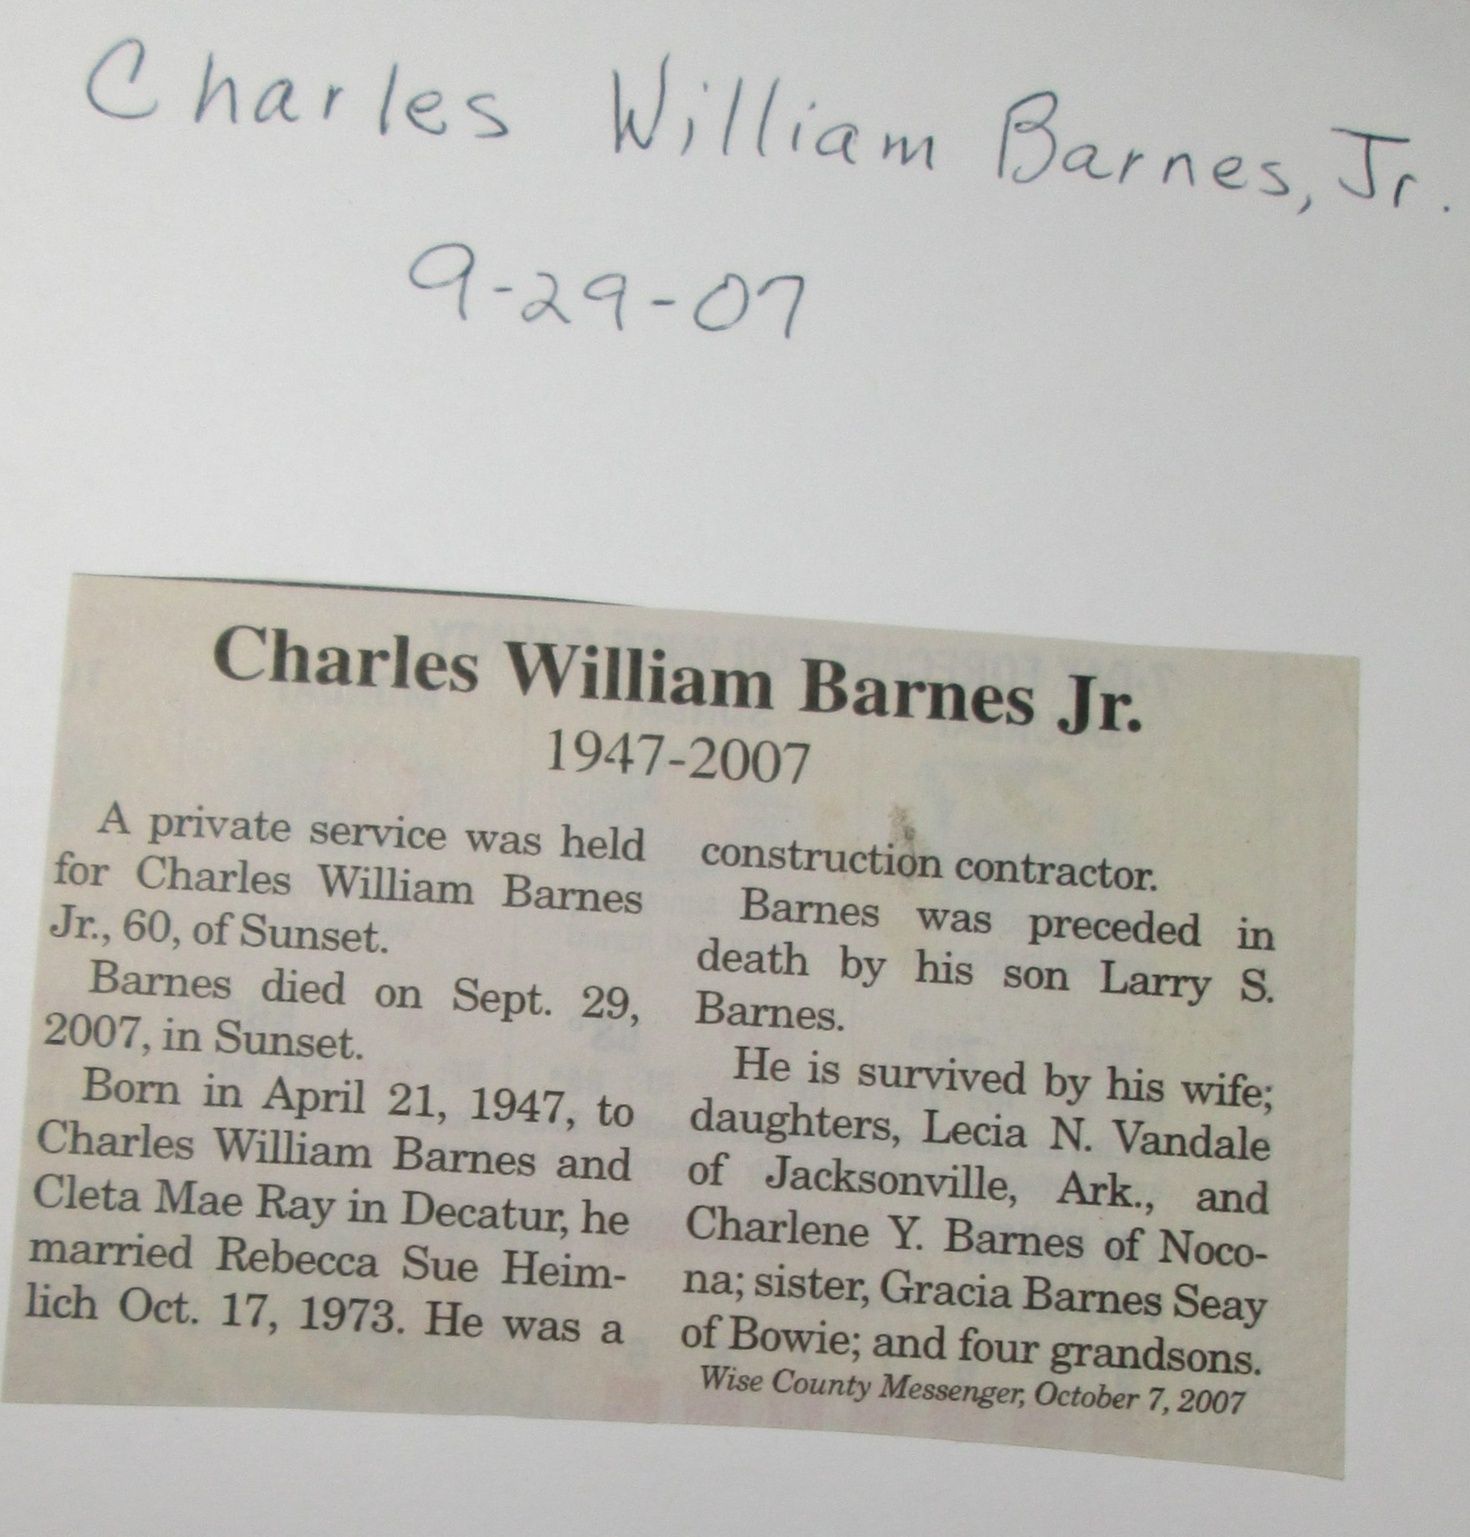 Charles William Barnes, Jr.
9-29-07
Charles William Barnes Jr.
1947-2007
A private service was held
for Charles William Barnes
Jr., 60, of Sunset.
Barnes died on Sept. 29,
2007, in Sunset.
Born in April 21, 1947, to
Charles William Barnes and
Cleta Mae Ray in Decatur, he
married Rebecca Sue Heim-
lich Oct. 17, 1973. He was a
construction contractor.
Barnes was preceded in
death by his son Larry S.
Barnes.
He is survived by his wife;
daughters, Lecia N. Vandale
of Jacksonville, Ark., and
Charlene Y. Barnes of Noco-
na; sister, Gracia Barnes Seay
of Bowie; and four grandsons.
Wise County Messenger, October 7, 2007